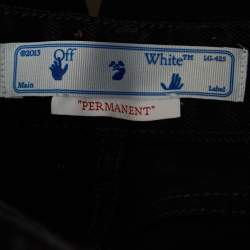 ©2013 Off White™ LG.425
Main Label
"PERMANENT"